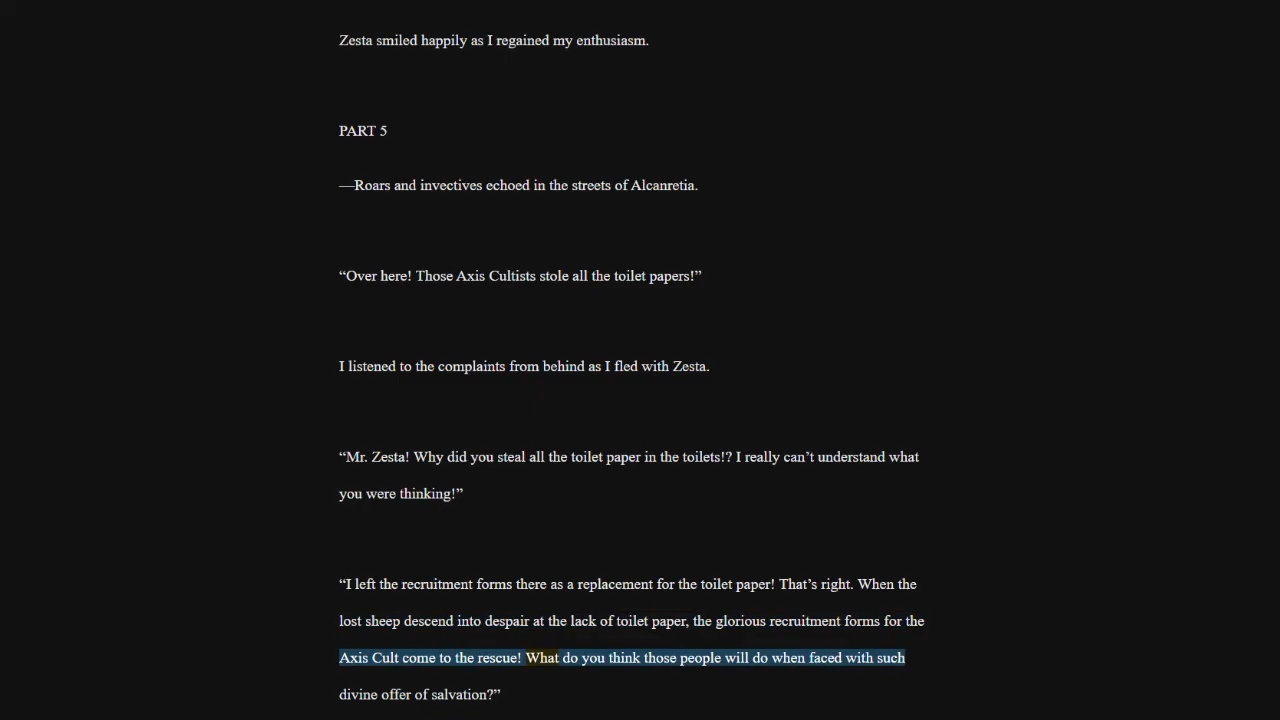 Zesta smiled happily as I regained my enthusiasm.
PART 5
—Roars and invectives echoed in the streets of Alcanretia.
“Over here! Those Axis Cultists stole all the toilet papers!”
I listened to the complaints from behind as I fled with Zesta.
“Mr. Zesta! Why did you steal all the toilet paper in the toilets!? I really can’t understand what
you were thinking!”
“I left the recruitment forms there as a replacement for the toilet paper! That’s right. When the
lost sheep descend into despair at the lack of toilet paper, the glorious recruitment forms for the
Axis Cult come to the rescue! What do you think those people will do when faced with such
divine offer of salvation?”